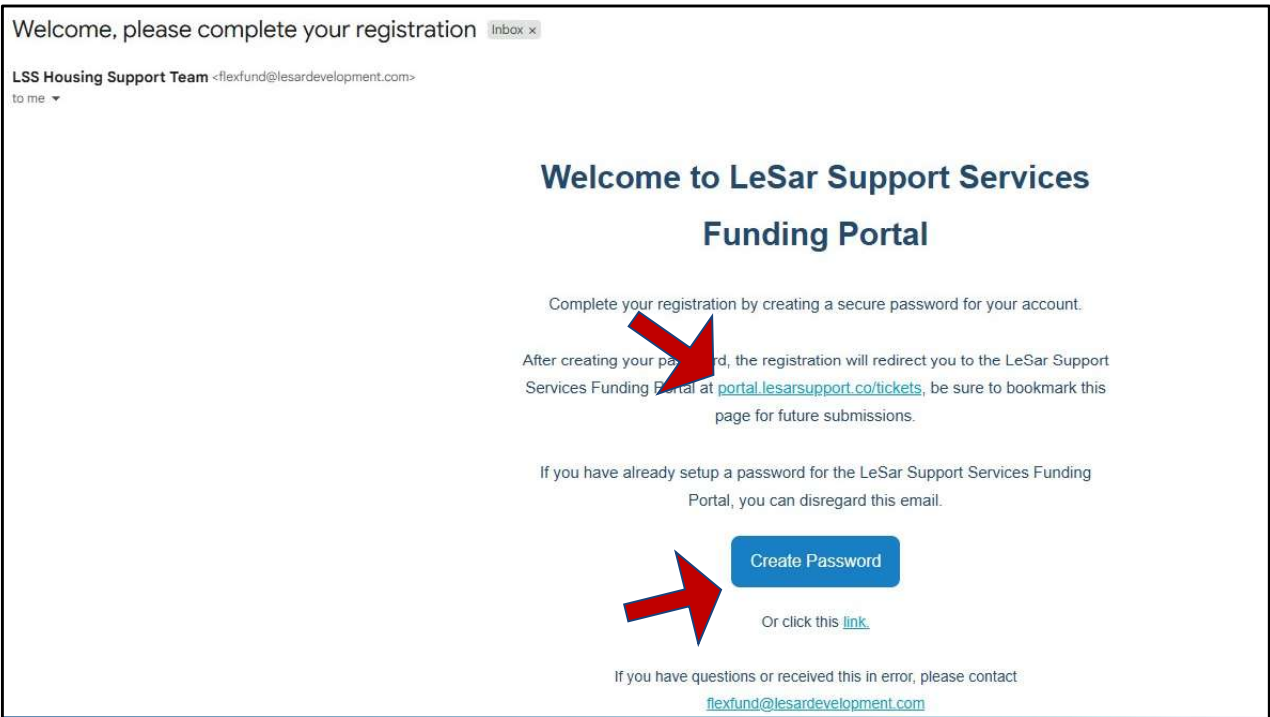 Welcome, please complete your registration Inbox x
LSS Housing Support Team <flexfund@lesardevelopment.com>
to me
Welcome to LeSar Support Services
Funding Portal
Complete your registration by creating a secure password for your account.
After creating your pa rd, the registration will redirect you to the LeSar Support
Services Funding Portal at portal.lesarsupport.co/tickets, be sure to bookmark this
page for future submissions.
If you have already setup a password for the LeSar Support Services Funding
Portal, you can disregard this email.
Create Password
Or click this link.
If you have questions or received this in error, please contact
flexfund@lesardevelopment.com